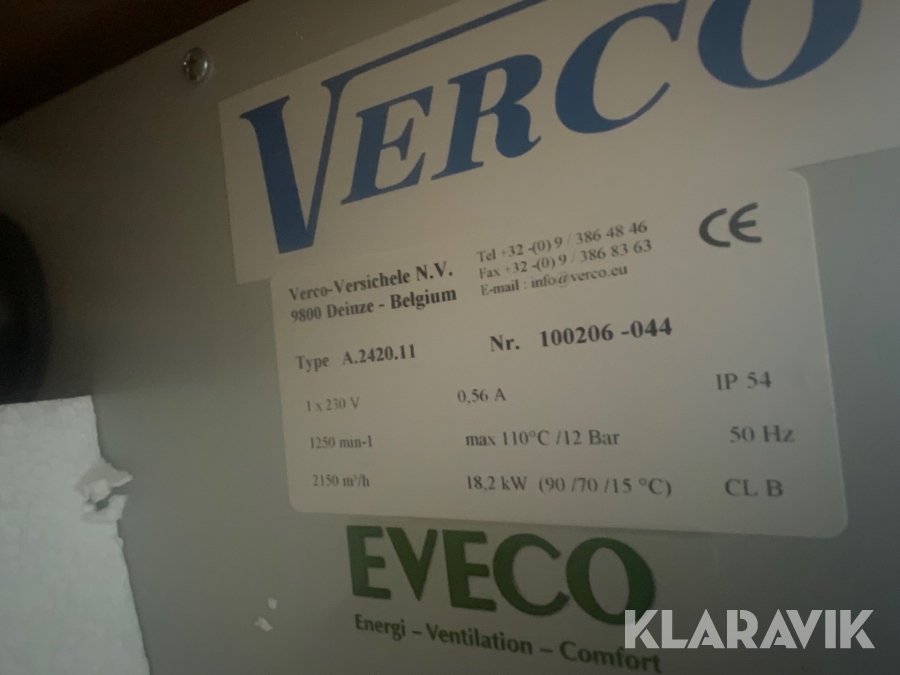 VERCO
Verco-Versichele N.V.
9800 Deinze - Belgium
Tel +32 -(0) 9 / 386 48 46
Fax +32 -(0) 9 / 386 83 63
E-mail : info@verco.eu
CE
Type A.2420.11 Nr. 100206 -044
1 x 230 V 0,56 A IP 54
1250 min-1 max 110°C /12 Bar 50 Hz
2150 m³/h 18,2 kW (90 /70 /15 °C) CL B
EVECO
Energi – Ventilation – Comfort
KLARAVIK